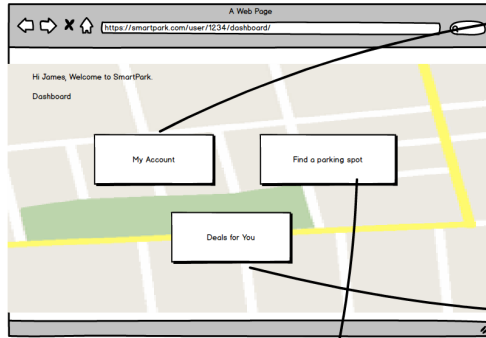 A Web Page
https://smartpark.com/user/1234/dashboard/
Hi James, Welcome to SmartPark.
Dashboard
My Account
Find a parking spot
Deals for You